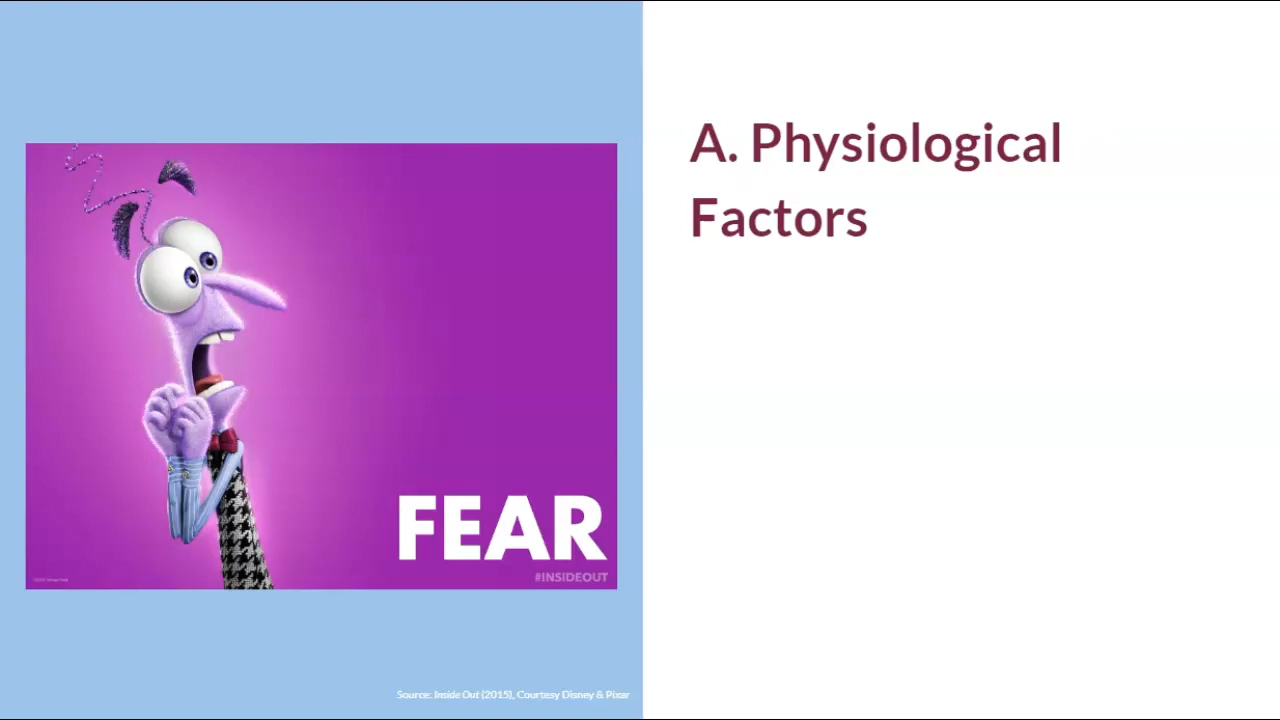 A. Physiological
Factors
FEAR
#INSIDEOUT
Source: Inside Out (2015), Courtesy Disney & Pixar